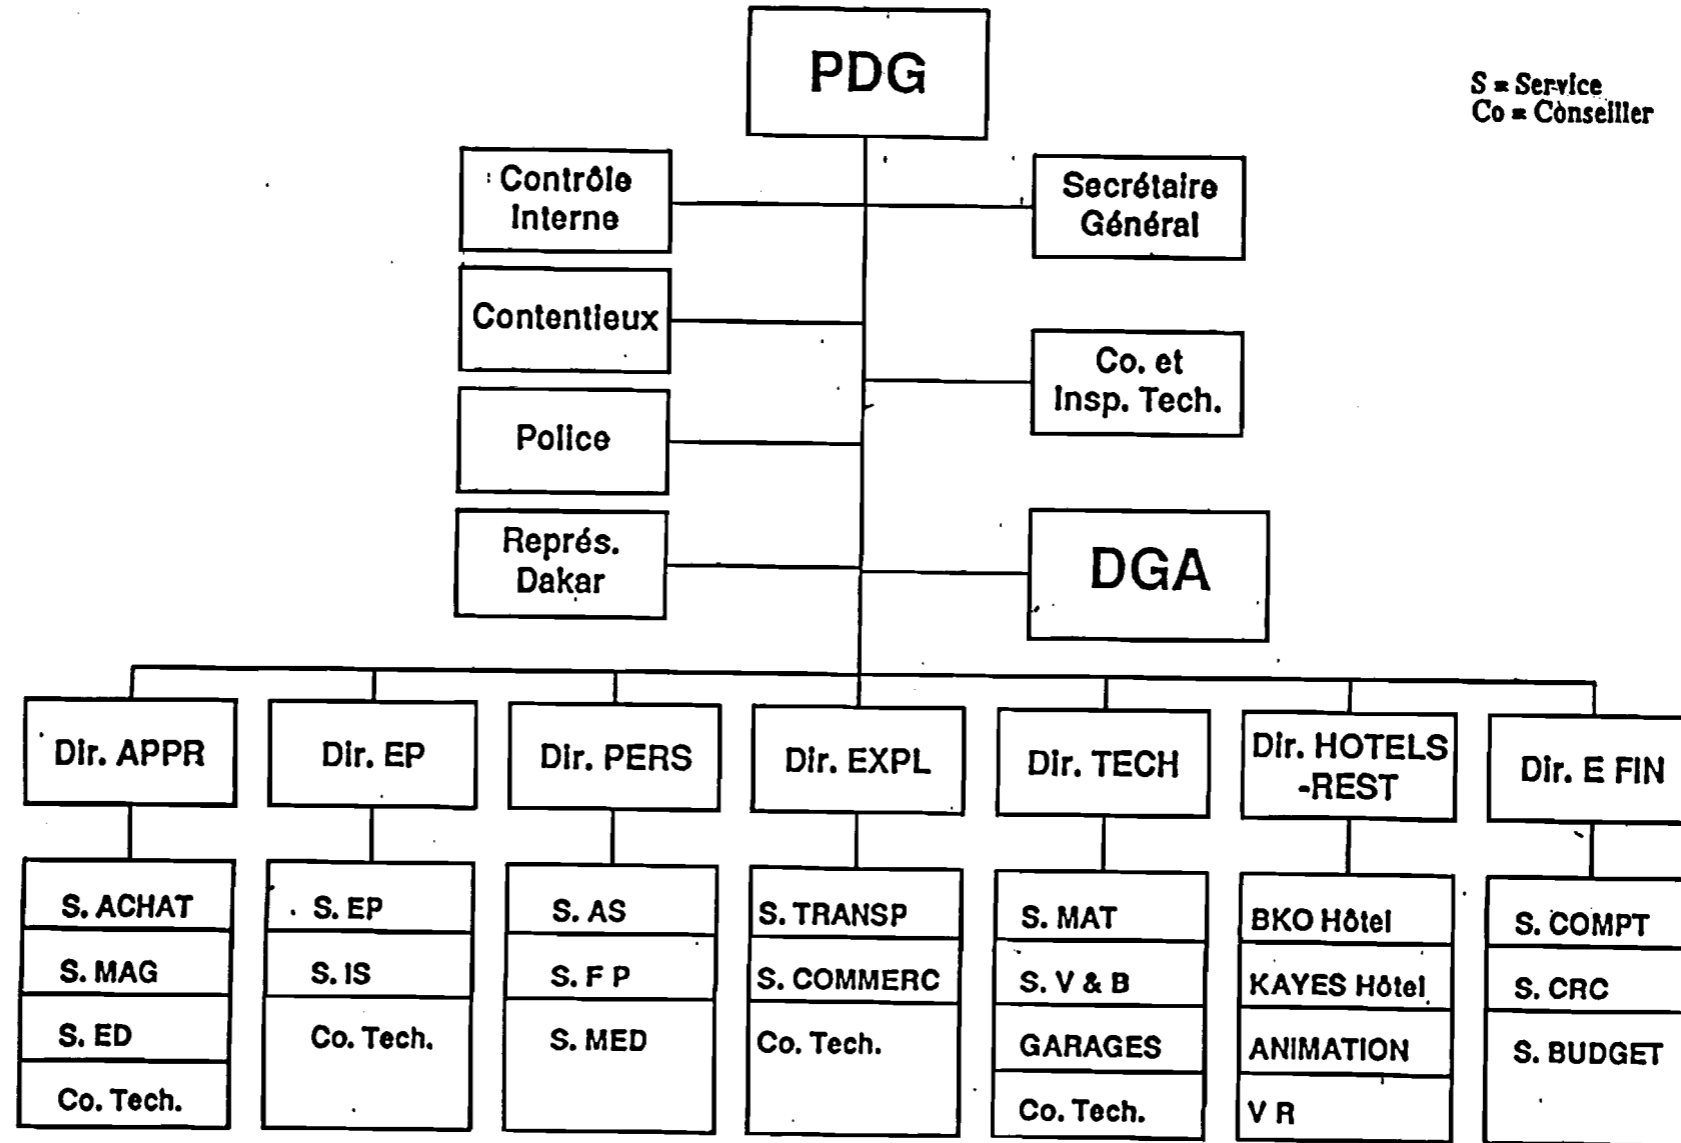 PDG
S = Service
Co = Conseiller
Contrôle
Interne
Secrétaire
Général
Contentieux
Co. et
Insp. Tech.
Police
Représ.
Dakar
DGA
Dir. APPR
Dir. EP
Dir. PERS
Dir. EXPL
Dir. TECH
Dir. HOTELS
-REST
Dir. E FIN
S. ACHAT
S. MAG
S. ED
Co. Tech.
S. EP
S. IS
Co. Tech.
S. AS
S. F P
S. MED
S. TRANSP
S. COMMERC
Co. Tech.
S. MAT
S. V & B
GARAGES
Co. Tech.
BKO Hôtel
KAYES Hôtel
ANIMATION
V R
S. COMPT
S. CRC
S. BUDGET